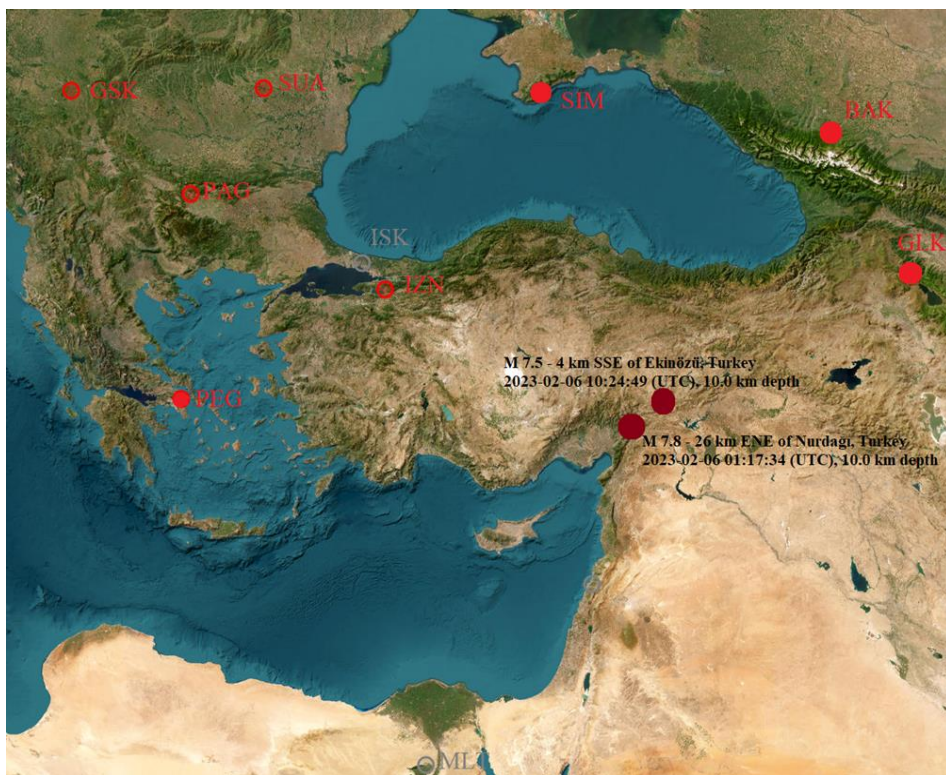 GSK
SUA
SIM
BAK
PAG
ISK
GLK
IZN
M 7.5 - 4 km SSE of Ekinözü, Turkey
2023-02-06 10:24:49 (UTC), 10.0 km depth
PEG
M 7.8 - 26 km ENE of Nurdağı, Turkey
2023-02-06 01:17:34 (UTC), 10.0 km depth
MLT